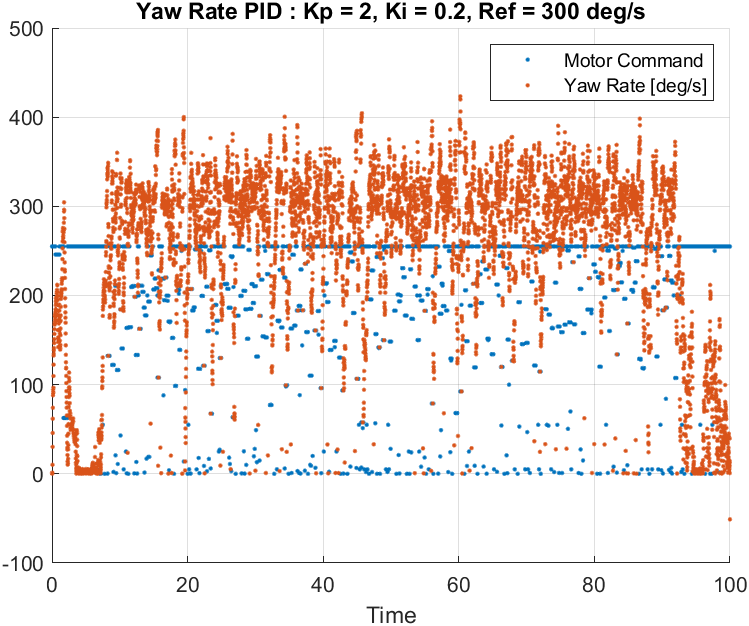 Yaw Rate PID : Kp = 2, Ki = 0.2, Ref = 300 deg/s
Motor Command
Yaw Rate [deg/s]
500
400
300
200
100
0
-100
0 20 40 60 80 100
Time